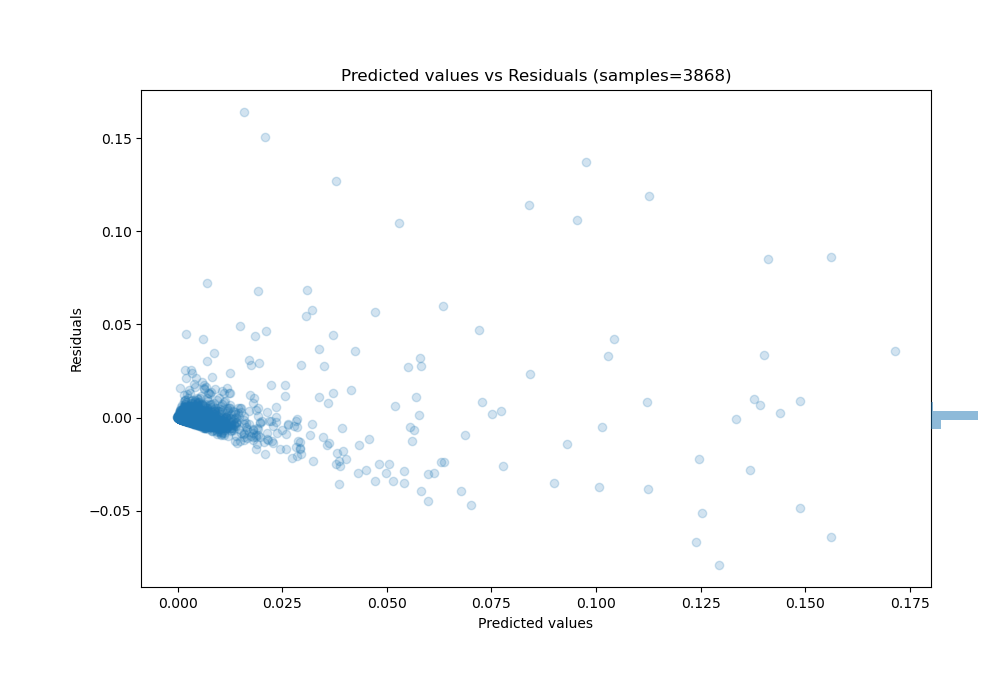 Predicted values vs Residuals (samples=3868)
0.15
0.10
0.05
0.00
−0.05
Residuals
0.000 0.025 0.050 0.075 0.100 0.125 0.150 0.175
Predicted values